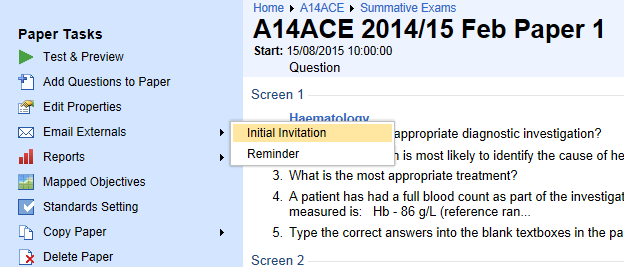 Home ▸ A14ACE ▸ Summative Exams
A14ACE 2014/15 Feb Paper 1
Start: 15/08/2015 10:00:00
Question
Paper Tasks
Test & Preview
Add Questions to Paper
Edit Properties
Email Externals
Reports
Mapped Objectives
Standards Setting
Copy Paper
Delete Paper
Initial Invitation
Reminder
Screen 1
Haematology
appropriate diagnostic investigation?
is most likely to identify the cause of he
3. What is the most appropriate treatment?
4. A patient has had a full blood count as part of the investiga
measured is: Hb - 86 g/L (reference ran...
5. Type the correct answers into the blank textboxes in the pa
Screen 2